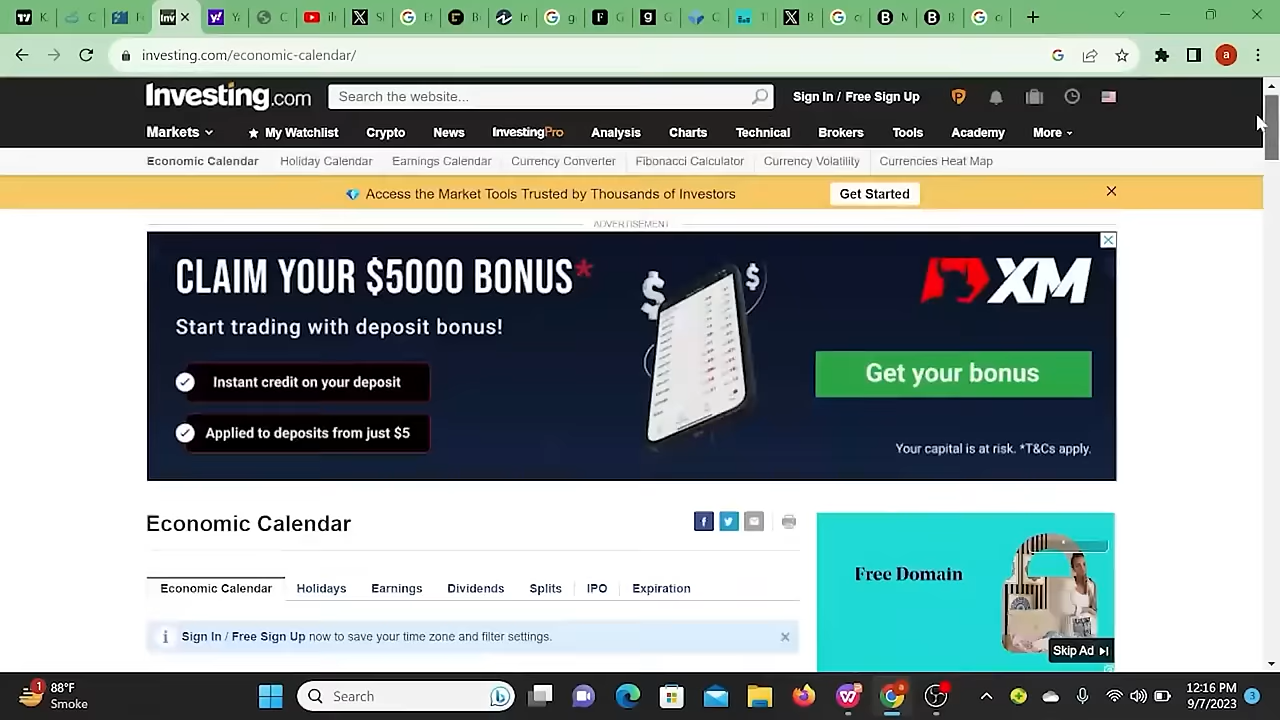 investing.com/economic-calendar/
Investing.com
Search the website...
Sign In / Free Sign Up
Markets
My Watchlist
Crypto
News
InvestingPro
Analysis
Charts
Technical
Brokers
Tools
Academy
More
Economic Calendar
Holiday Calendar
Earnings Calendar
Currency Converter
Fibonacci Calculator
Currency Volatility
Currencies Heat Map
Access the Market Tools Trusted by Thousands of Investors
Get Started
ADVERTISEMENT
CLAIM YOUR $5000 BONUS*
Start trading with deposit bonus!
Instant credit on your deposit
Applied to deposits from just $5
XM
Get your bonus
Your capital is at risk. *T&Cs apply.
Economic Calendar
Economic Calendar
Holidays
Earnings
Dividends
Splits
IPO
Expiration
Sign In / Free Sign Up now to save your time zone and filter settings.
Free Domain
Skip Ad
88°F
Smoke
Search
12:16 PM
9/7/2023